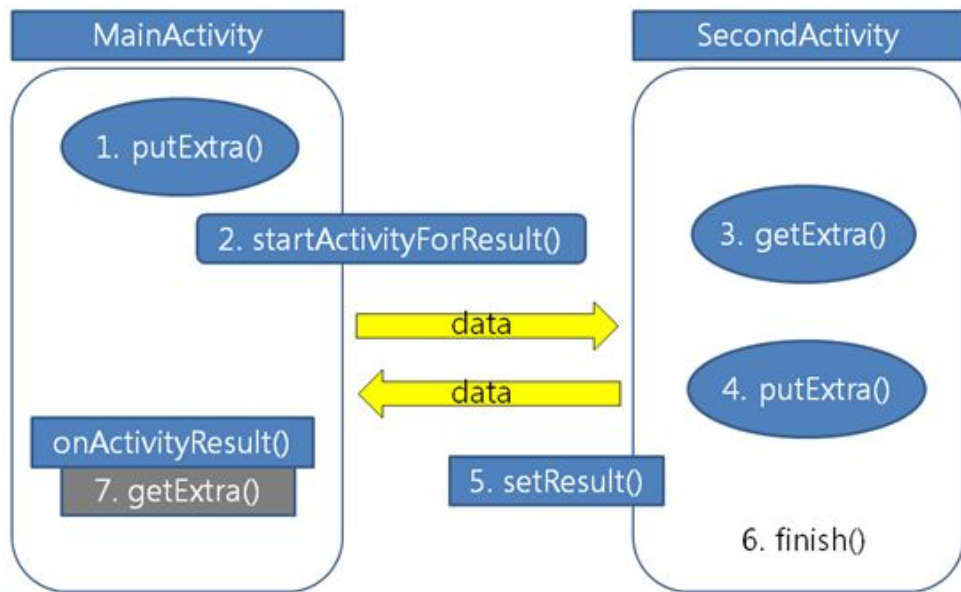 MainActivity
SecondActivity
1. putExtra()
2. startActivityForResult()
3. getExtra()
data
data
4. putExtra()
onActivityResult()
7. getExtra()
5. setResult()
6. finish()